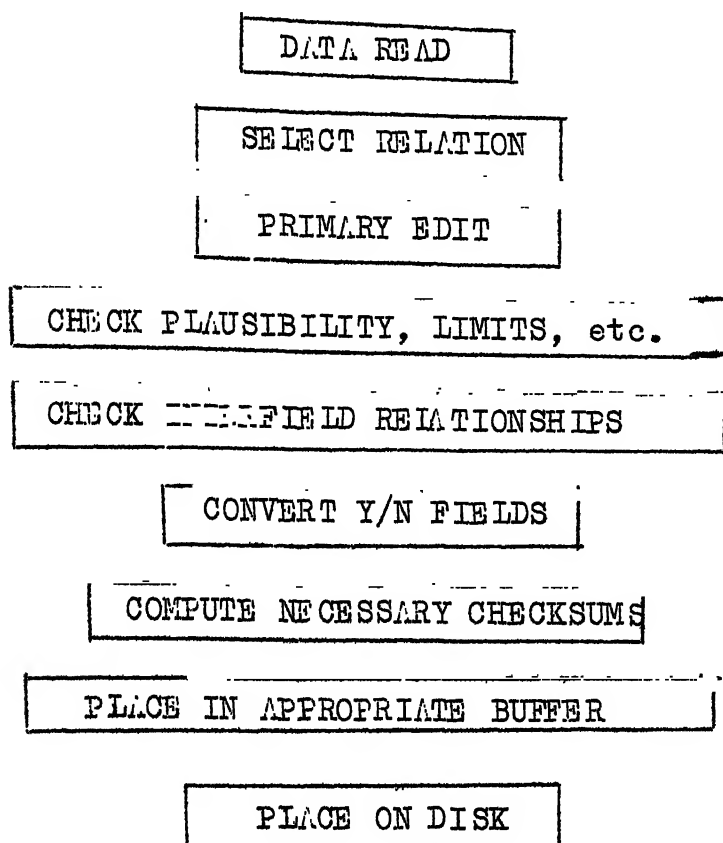 DATA READ
SELECT RELATION
PRIMARY EDIT
CHECK PLAUSIBILITY, LIMITS, etc.
CHECK RELATIONSHIPS
CONVERT Y/N FIELDS
COMPUTE NECESSARY CHECKSUMS
PLACE IN APPROPRIATE BUFFER
PLACE ON DISK